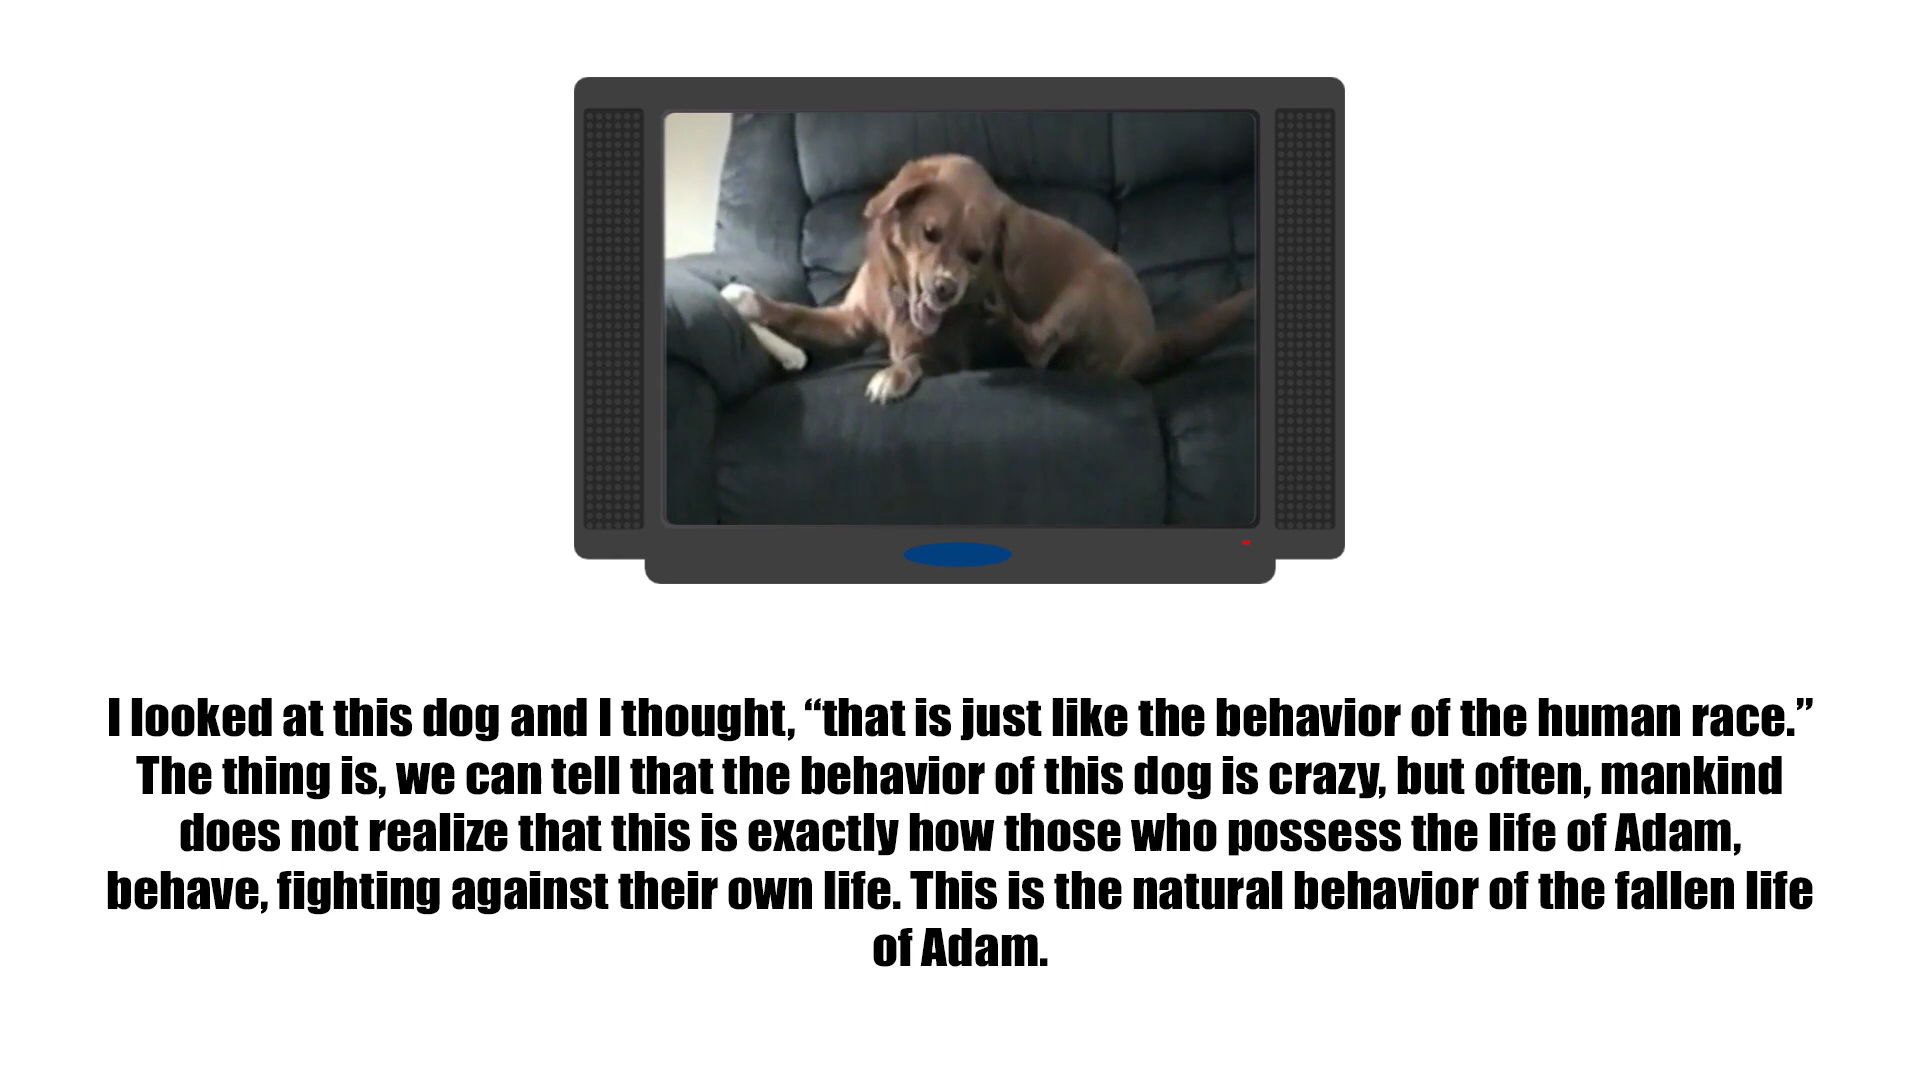 I looked at this dog and I thought, “that is just like the behavior of the human race.”
The thing is, we can tell that the behavior of this dog is crazy, but often, mankind
does not realize that this is exactly how those who possess the life of Adam,
behave, fighting against their own life. This is the natural behavior of the fallen life
of Adam.